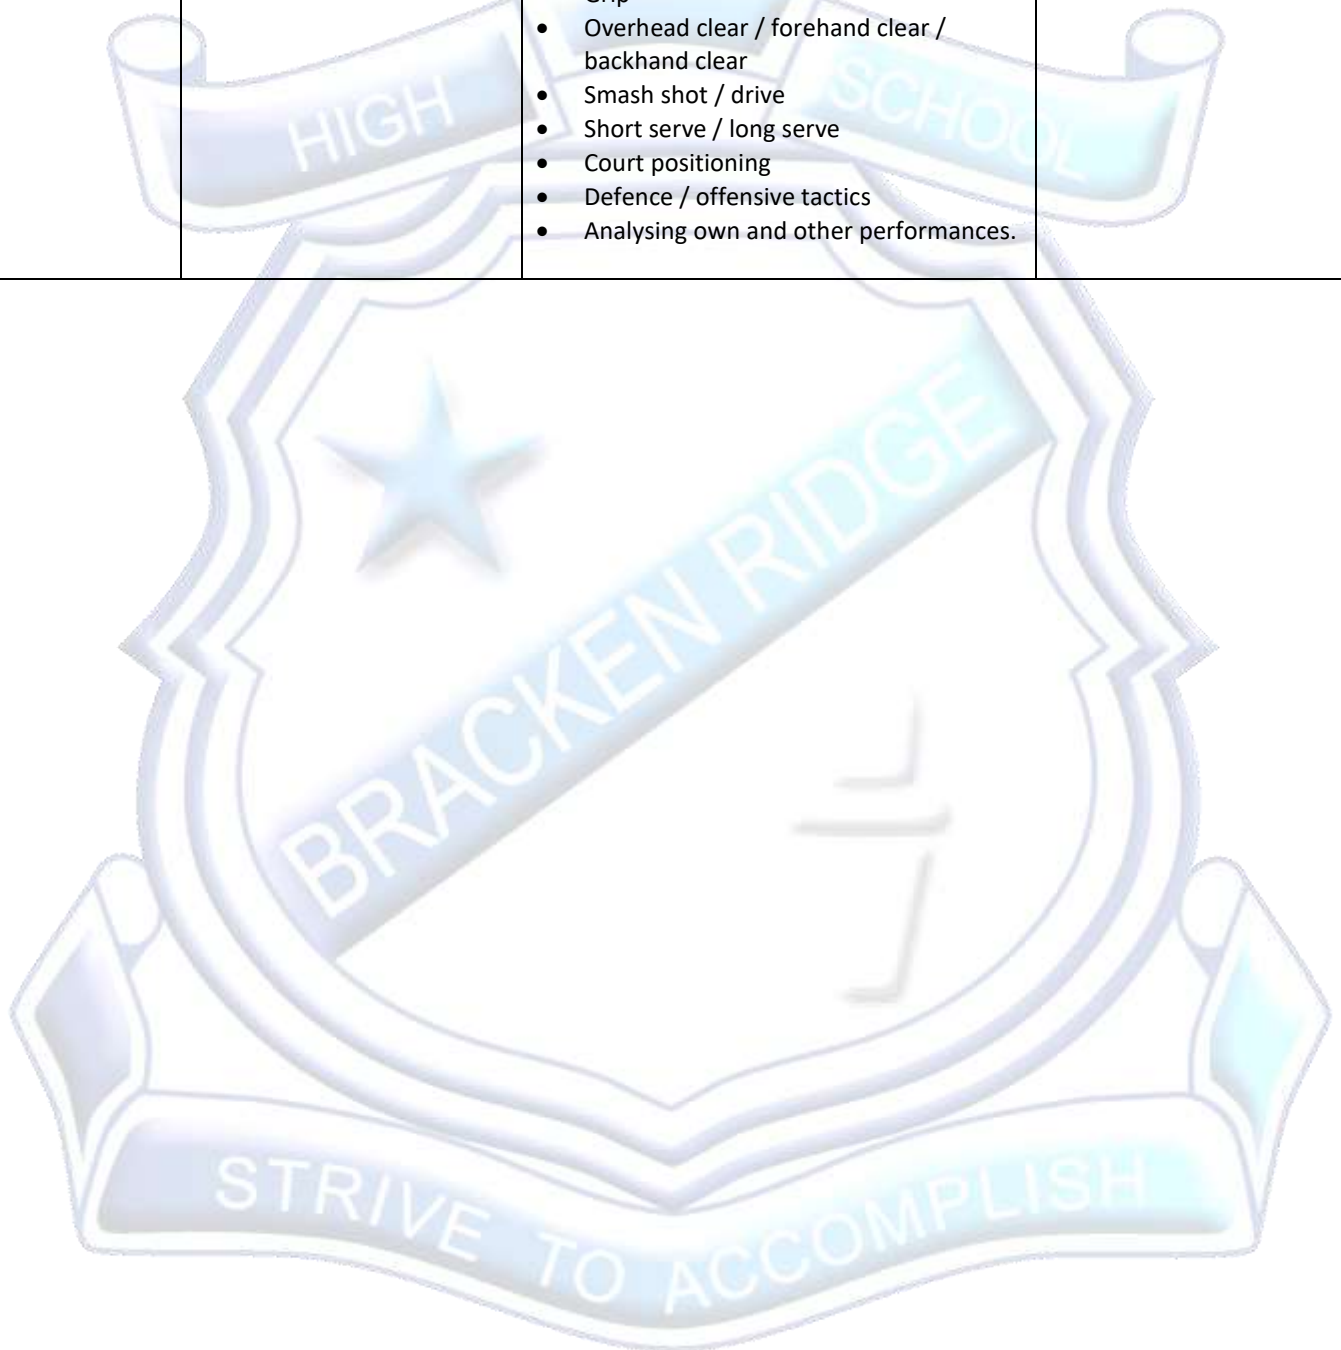 Grip
• Overhead clear / forehand clear /
backhand clear
• Smash shot / drive
• Short serve / long serve
• Court positioning
• Defence / offensive tactics
• Analysing own and other performances.
HIGH SCHOOL
BRACKEN RIDGE
STRIVE TO ACCOMPLISH